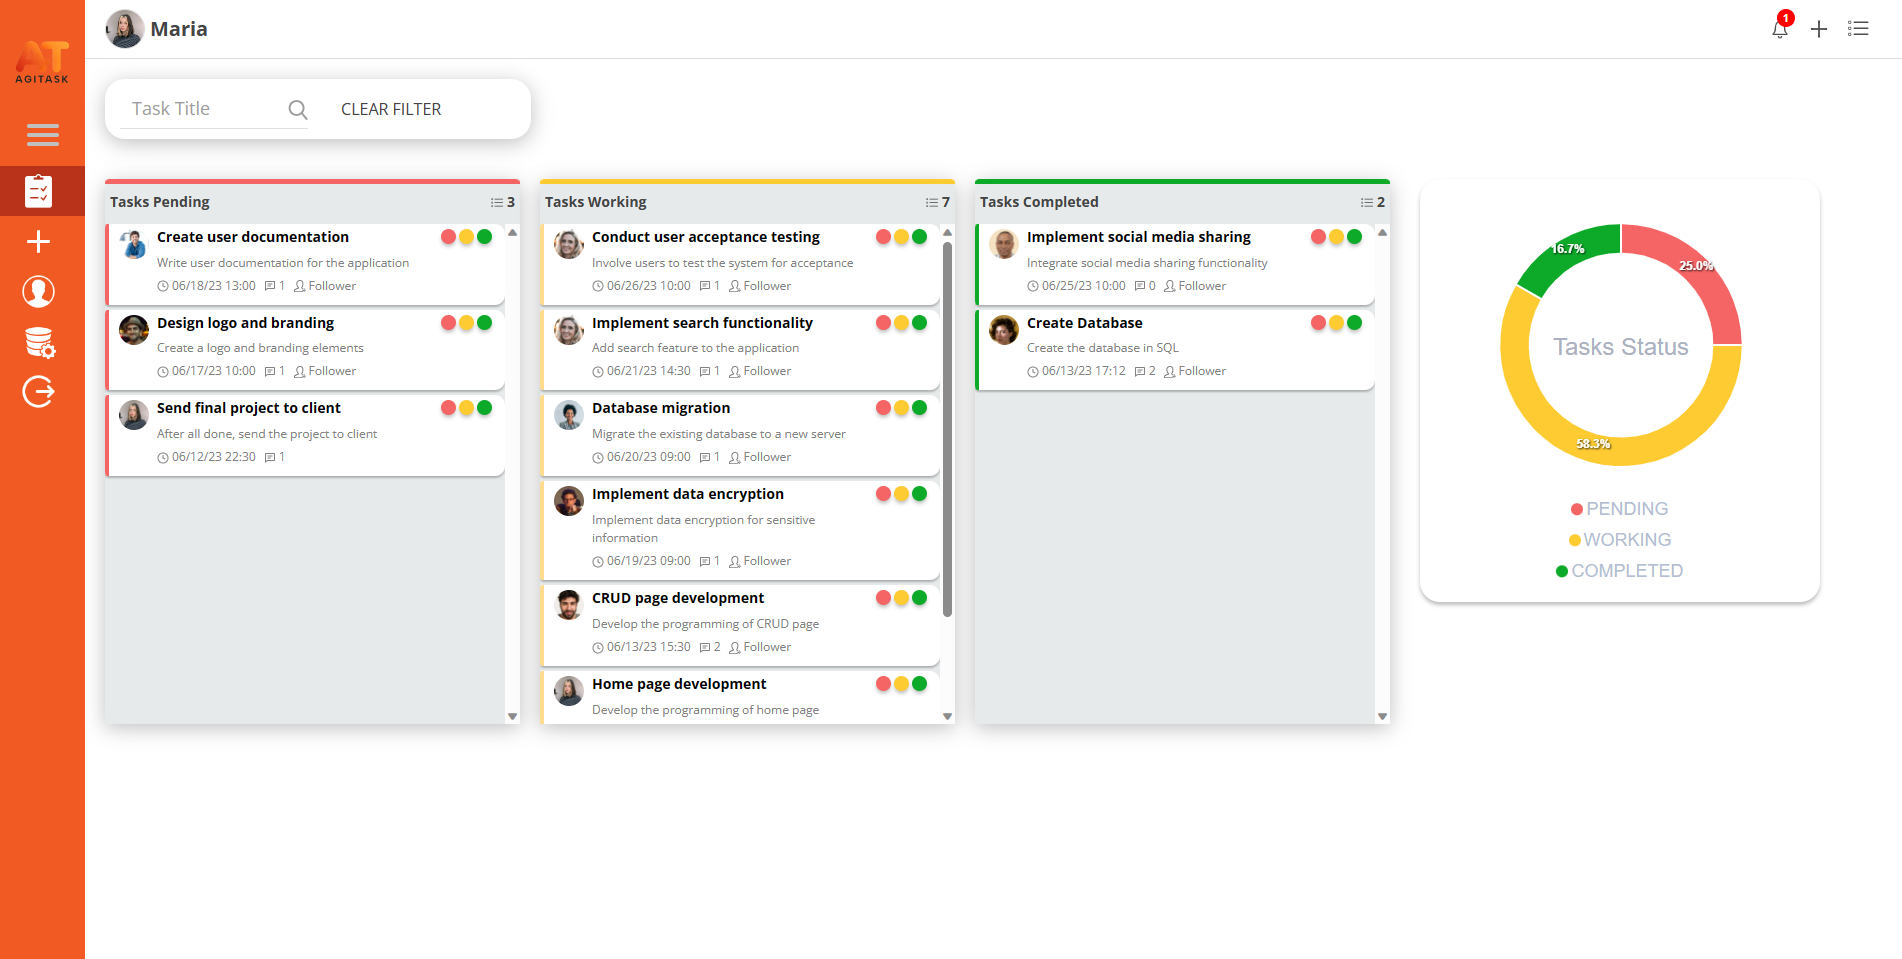 AT
AGITASK
Maria
1
Task Title
CLEAR FILTER
Tasks Pending
3
Create user documentation
Write user documentation for the application
06/18/23 13:00 1 Follower
Design logo and branding
Create a logo and branding elements
06/17/23 10:00 1 Follower
Send final project to client
After all done, send the project to client
06/12/23 22:30 1
Tasks Working
7
Conduct user acceptance testing
Involve users to test the system for acceptance
06/26/23 10:00 1 Follower
Implement search functionality
Add search feature to the application
06/21/23 14:30 1 Follower
Database migration
Migrate the existing database to a new server
06/20/23 09:00 1 Follower
Implement data encryption
Implement data encryption for sensitive
information
06/19/23 09:00 1 Follower
CRUD page development
Develop the programming of CRUD page
06/13/23 15:30 2 Follower
Home page development
Develop the programming of home page
Tasks Completed
2
Implement social media sharing
Integrate social media sharing functionality
06/25/23 10:00 0 Follower
Create Database
Create the database in SQL
06/13/23 17:12 2 Follower
16.7%
25.0%
Tasks Status
58.3%
PENDING
WORKING
COMPLETED